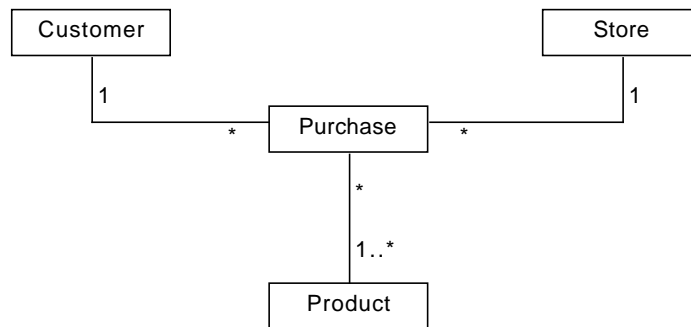 Customer
Store
1
1
Purchase
*
*
*
1..*
Product